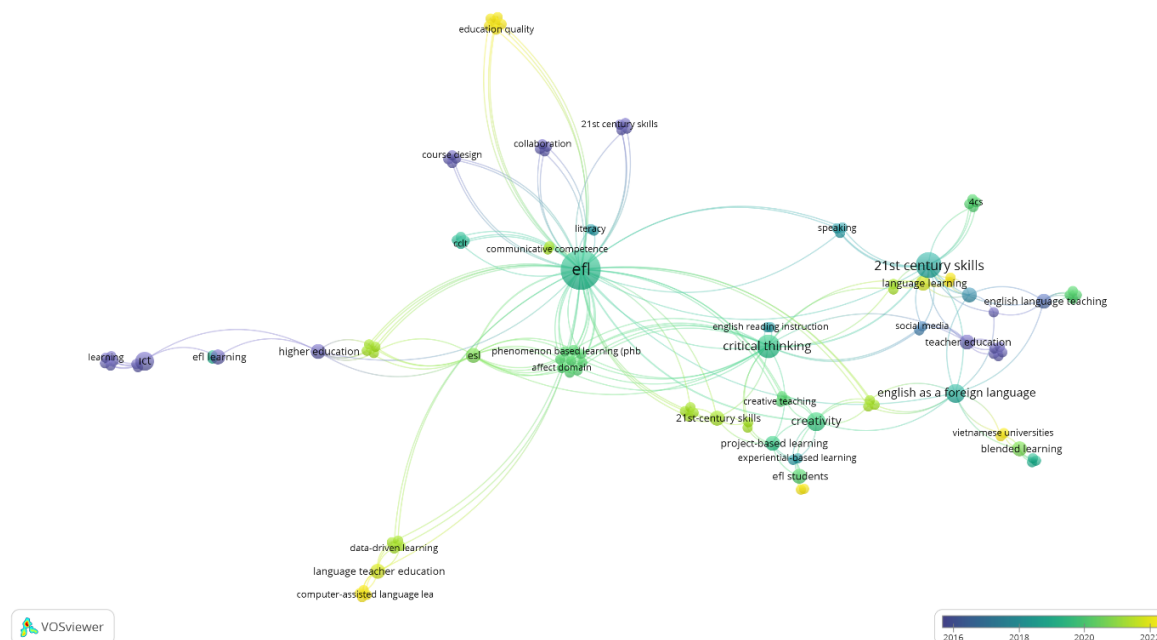 education quality
21st century skills
collaboration
course design
4cs
literacy
speaking
cclt
communicative competence
efl
21st century skills
language learning
english language teaching
english reading instruction
social media
critical thinking
teacher education
learning
ict
efl learning
higher education
esl
phenomenon based learning (phb
affect domain
english as a foreign language
creative teaching
21st-century skills
creativity
vietnamese universities
project-based learning
blended learning
experiential-based learning
efl students
data-driven learning
language teacher education
computer-assisted language lea
VOSviewer
2016 2018 2020